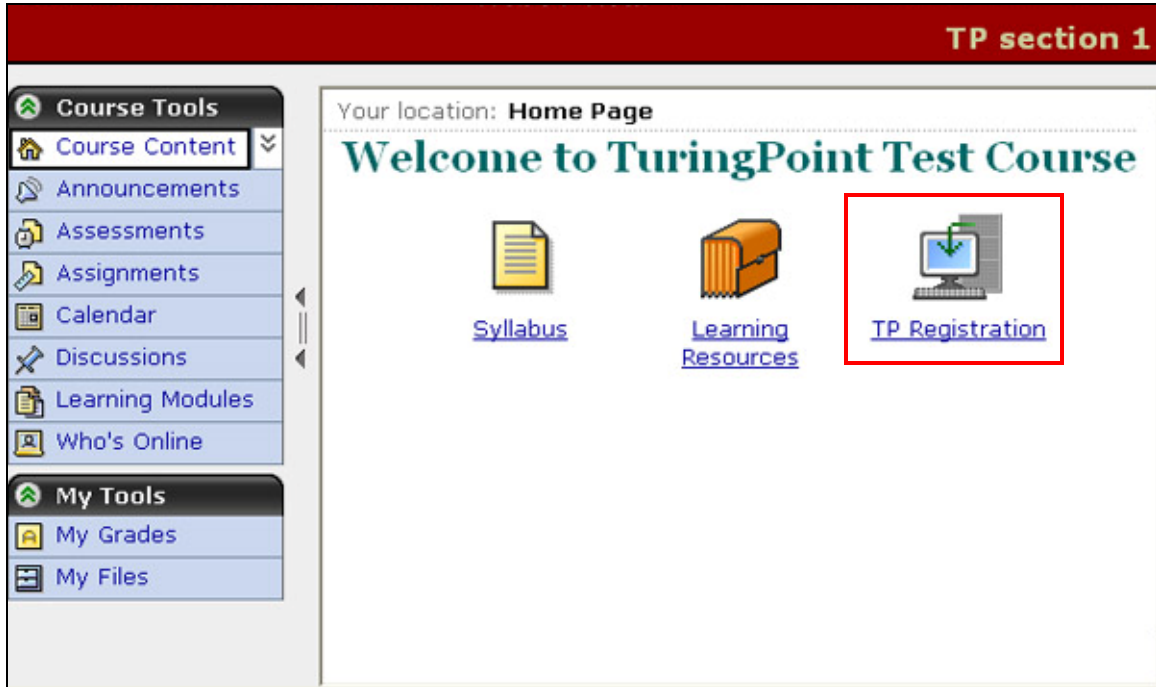 TP section 1
Course Tools
Course Content
Announcements
Assessments
Assignments
Calendar
Discussions
Learning Modules
Who's Online
My Tools
My Grades
My Files
Your location: Home Page
Welcome to TuringPoint Test Course
Syllabus
Learning
Resources
TP Registration